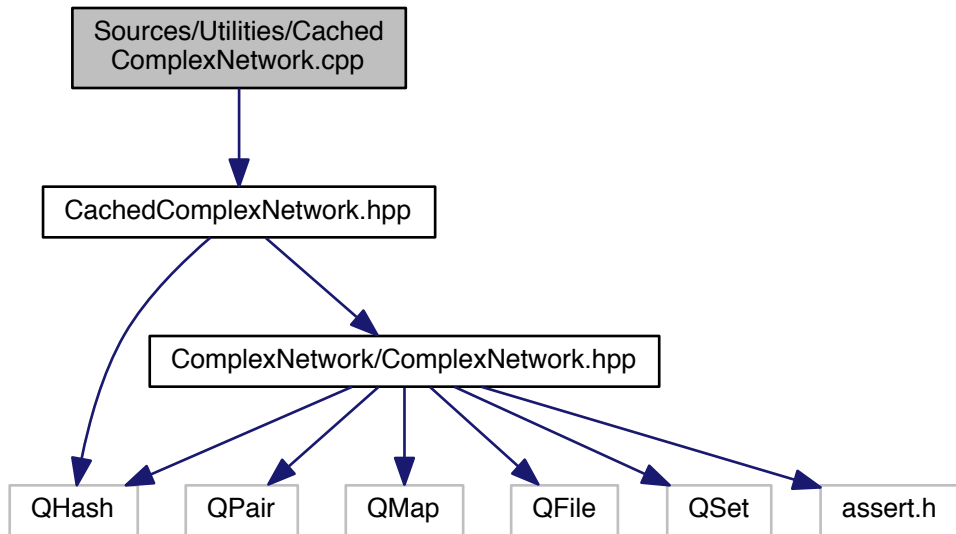 Sources/Utilities/Cached
ComplexNetwork.cpp
CachedComplexNetwork.hpp
ComplexNetwork/ComplexNetwork.hpp
QHash
QPair
QMap
QFile
QSet
assert.h